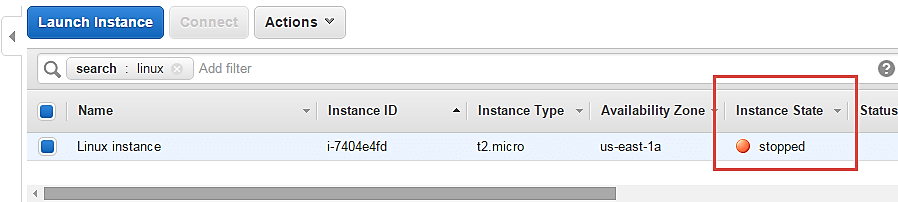 Launch Instance Connect Actions
search : linux Add filter
Name Instance ID Instance Type Availability Zone Instance State Status
Linux instance i-7404e4fd t2.micro us-east-1a stopped